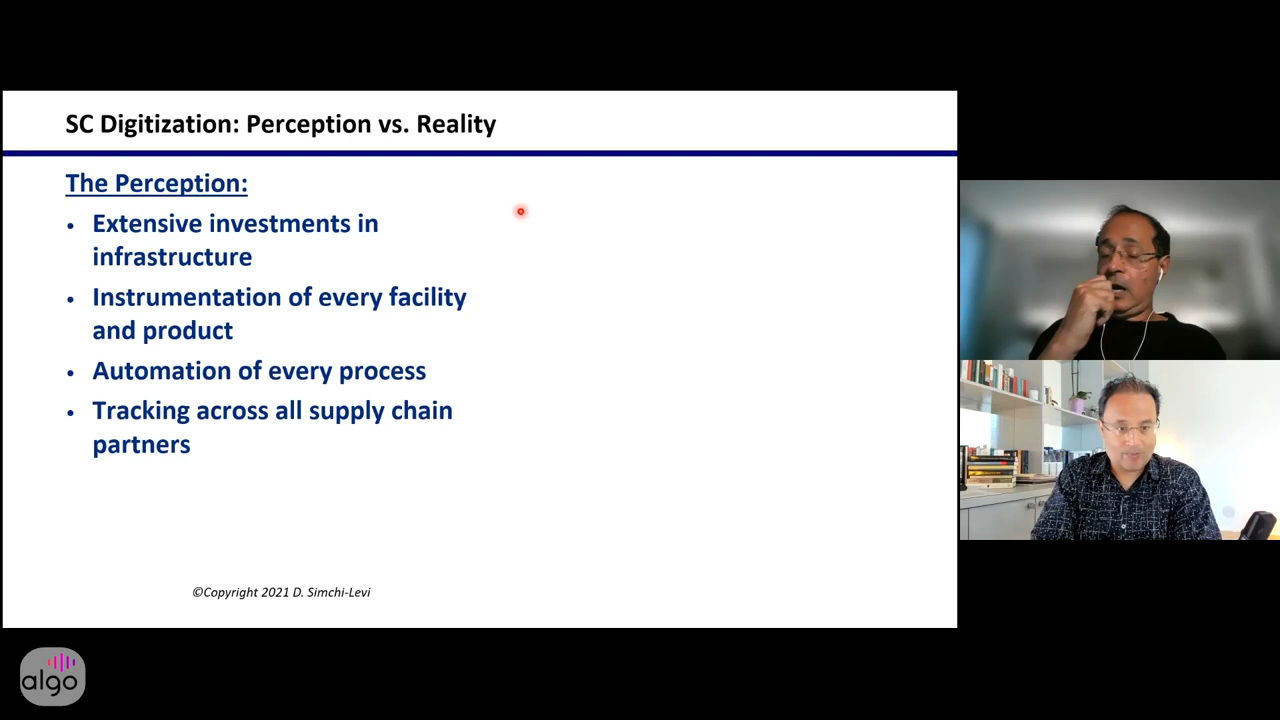 SC Digitization: Perception vs. Reality
The Perception:
• Extensive investments in
infrastructure
• Instrumentation of every facility
and product
• Automation of every process
• Tracking across all supply chain
partners
©Copyright 2021 D. Simchi-Levi
algo